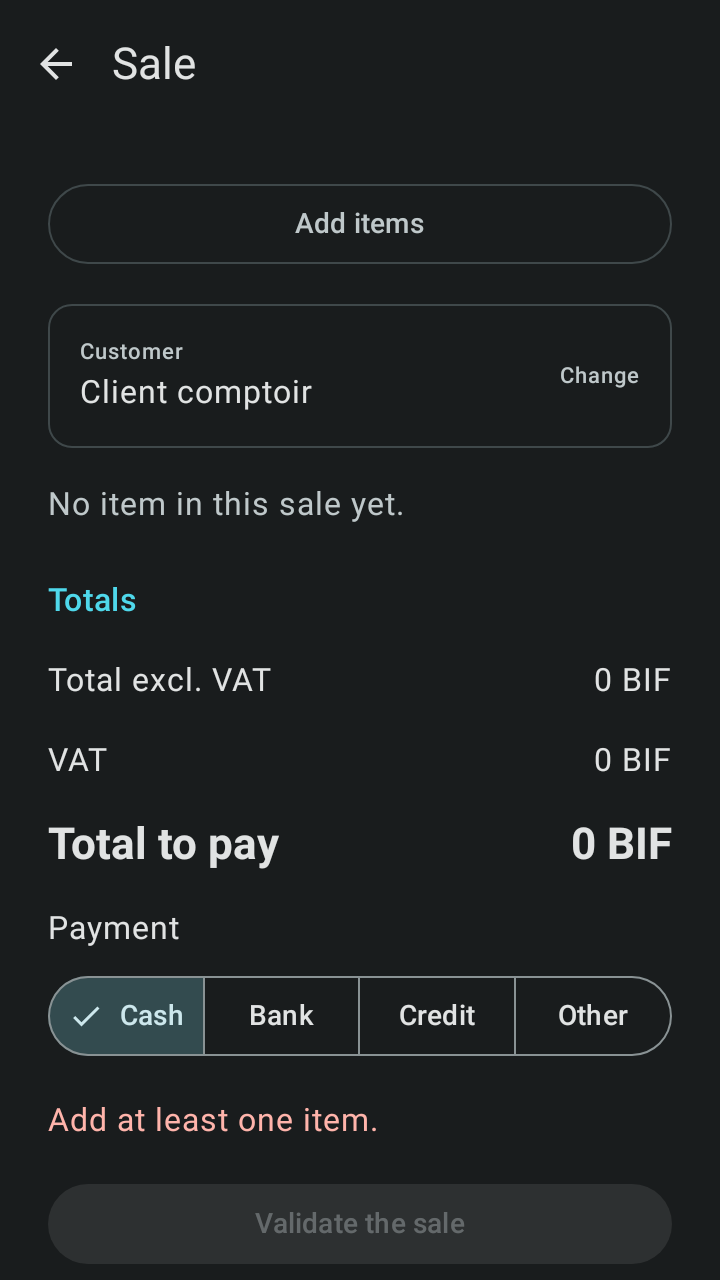 Sale
Add items
Customer
Client comptoir
Change
No item in this sale yet.
Totals
Total excl. VAT 0 BIF
VAT 0 BIF
Total to pay 0 BIF
Payment
Cash Bank Credit Other
Add at least one item.
Validate the sale